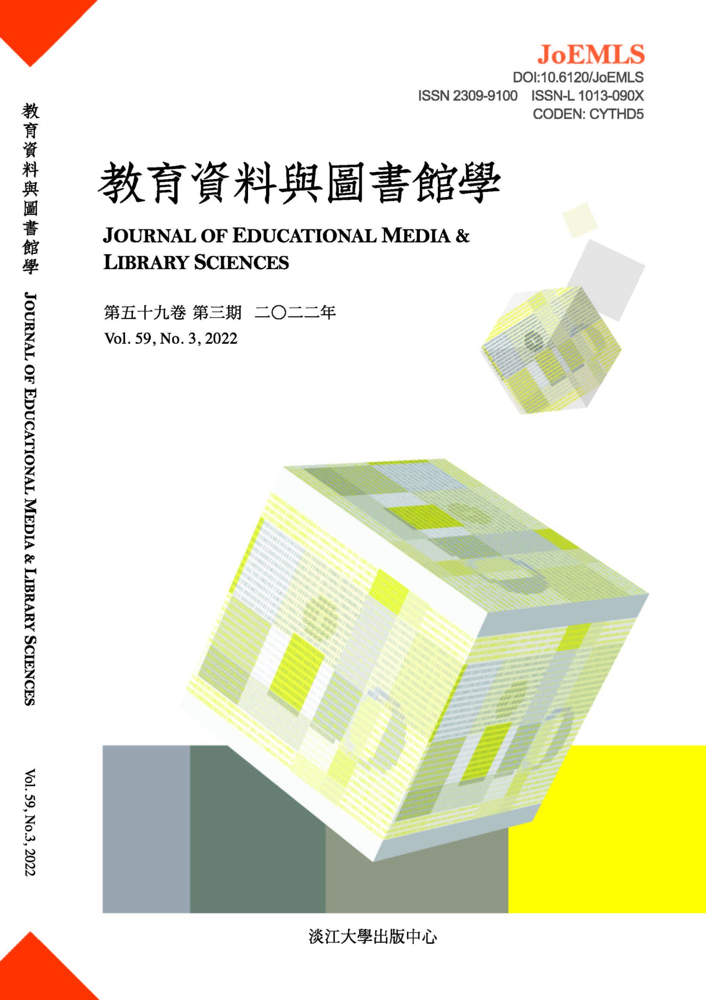 JoEMLS
DOI:10.6120/JoEMLS
ISSN 2309-9100 ISSN-L 1013-090X
CODEN: CYTHD5
教育資料與圖書館學
JOURNAL OF EDUCATIONAL MEDIA &
LIBRARY SCIENCES
第五十九卷 第三期 二〇二二年
Vol. 59, No. 3, 2022
淡江大學出版中心
教育資料與圖書館學 JOURNAL OF EDUCATIONAL MEDIA & LIBRARY SCIENCES Vol. 59, No.3, 2022